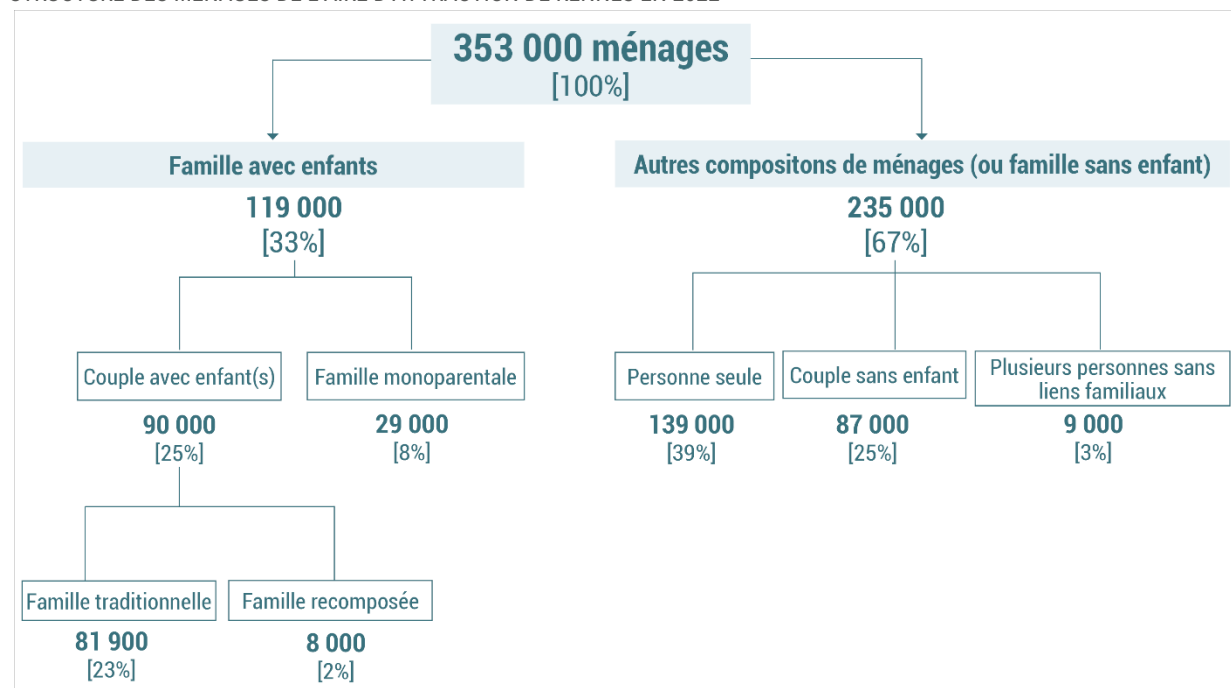 353 000 ménages
[100%]
Famille avec enfants
119 000
[33%]
Autres compositons de ménages (ou famille sans enfant)
235 000
[67%]
Couple avec enfant(s)
90 000
[25%]
Famille monoparentale
29 000
[8%]
Personne seule
139 000
[39%]
Couple sans enfant
87 000
[25%]
Plusieurs personnes sans
liens familiaux
9 000
[3%]
Famille traditionnelle
81 900
[23%]
Famille recomposée
8 000
[2%]